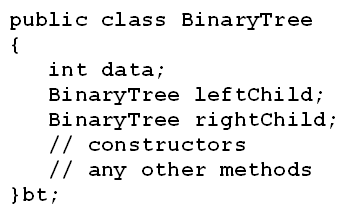 public class BinaryTree
{
   int data;
   BinaryTree leftChild;
   BinaryTree rightChild;
   // constructors
   // any other methods
}bt;